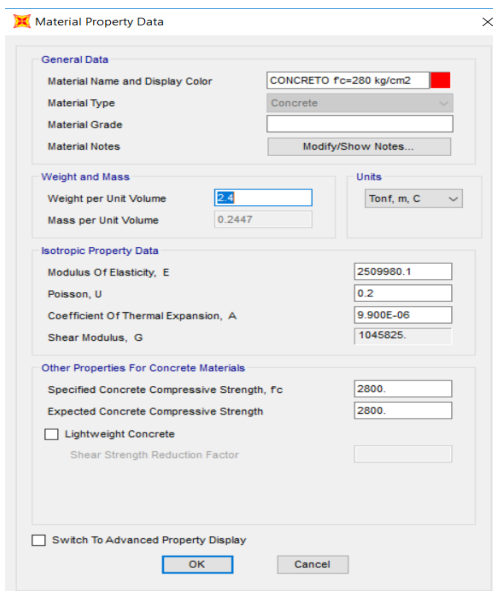 Material Property Data
General Data
Material Name and Display Color CONCRETO f'c=280 kg/cm2
Material Type Concrete
Material Grade
Material Notes Modify/Show Notes...
Weight and Mass Units
Weight per Unit Volume 2.4 Tonf, m, C
Mass per Unit Volume 0.2447
Isotropic Property Data
Modulus Of Elasticity, E 2509980.1
Poisson, U 0.2
Coefficient Of Thermal Expansion, A 9.900E-06
Shear Modulus, G 1045825.
Other Properties For Concrete Materials
Specified Concrete Compressive Strength, f'c 2800.
Expected Concrete Compressive Strength 2800.
Lightweight Concrete
Shear Strength Reduction Factor
Switch To Advanced Property Display
OK Cancel